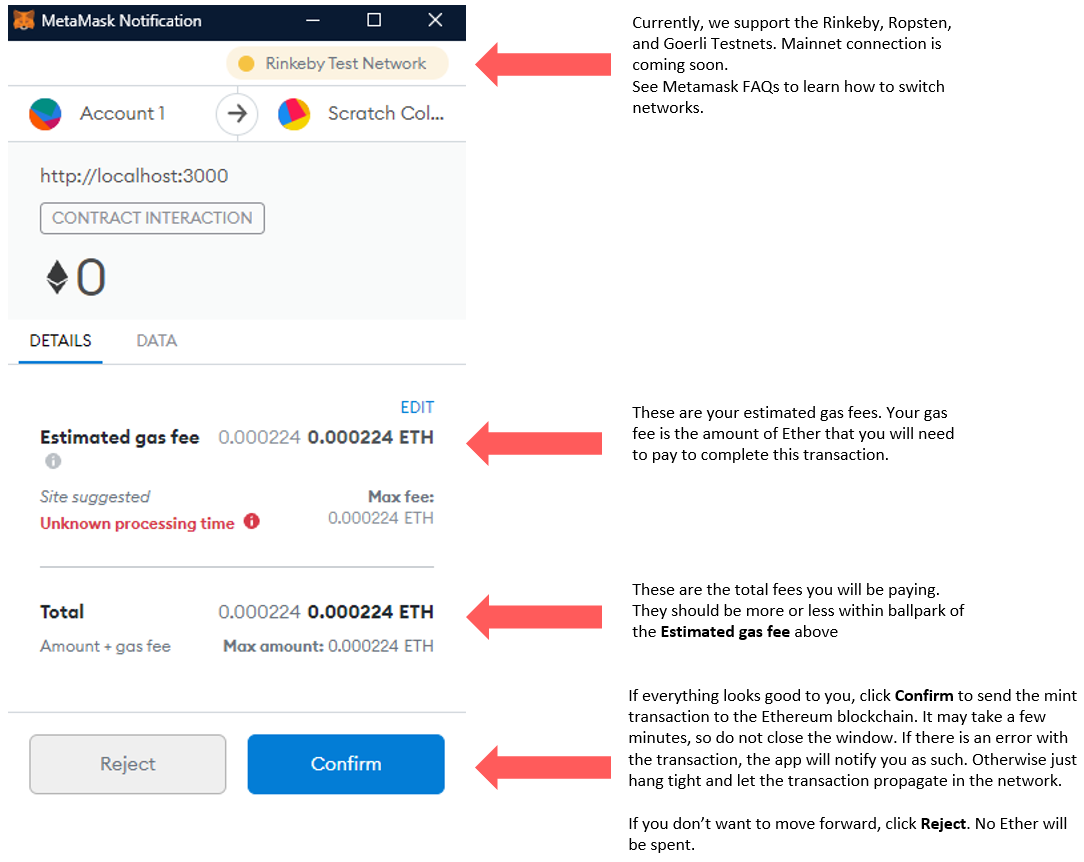 MetaMask Notification
Rinkeby Test Network
Currently, we support the Rinkeby, Ropsten,
and Goerli Testnets. Mainnet connection is
coming soon.
See Metamask FAQs to learn how to switch
networks.
Account 1
Scratch Col...
http://localhost:3000
CONTRACT INTERACTION
0
DETAILS DATA
EDIT
Estimated gas fee 0.000224 0.000224 ETH
Site suggested Max fee:
Unknown processing time 0.000224 ETH
These are your estimated gas fees. Your gas
fee is the amount of Ether that you will need
to pay to complete this transaction.
Total 0.000224 0.000224 ETH
Amount + gas fee Max amount: 0.000224 ETH
These are the total fees you will be paying.
They should be more or less within ballpark of
the Estimated gas fee above
Reject Confirm
If everything looks good to you, click Confirm to send the mint
transaction to the Ethereum blockchain. It may take a few
minutes, so do not close the window. If there is an error with
the transaction, the app will notify you as such. Otherwise just
hang tight and let the transaction propagate in the network.
If you don’t want to move forward, click Reject. No Ether will
be spent.